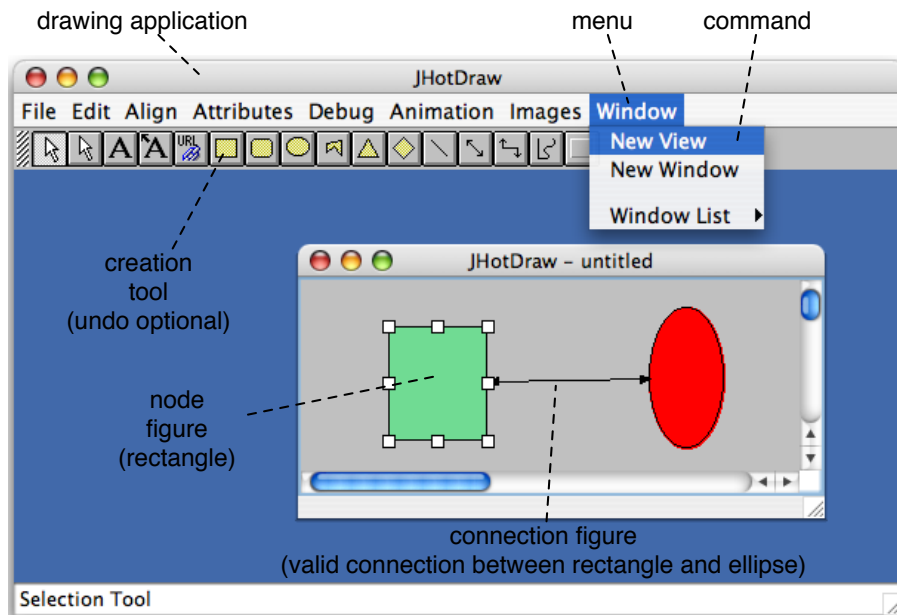 drawing application menu command
JHotDraw
File Edit Align Attributes Debug Animation Images Window
A A URL
New View
New Window
Window List
creation
tool
(undo optional)
JHotDraw – untitled
node
figure
(rectangle)
connection figure
(valid connection between rectangle and ellipse)
Selection Tool